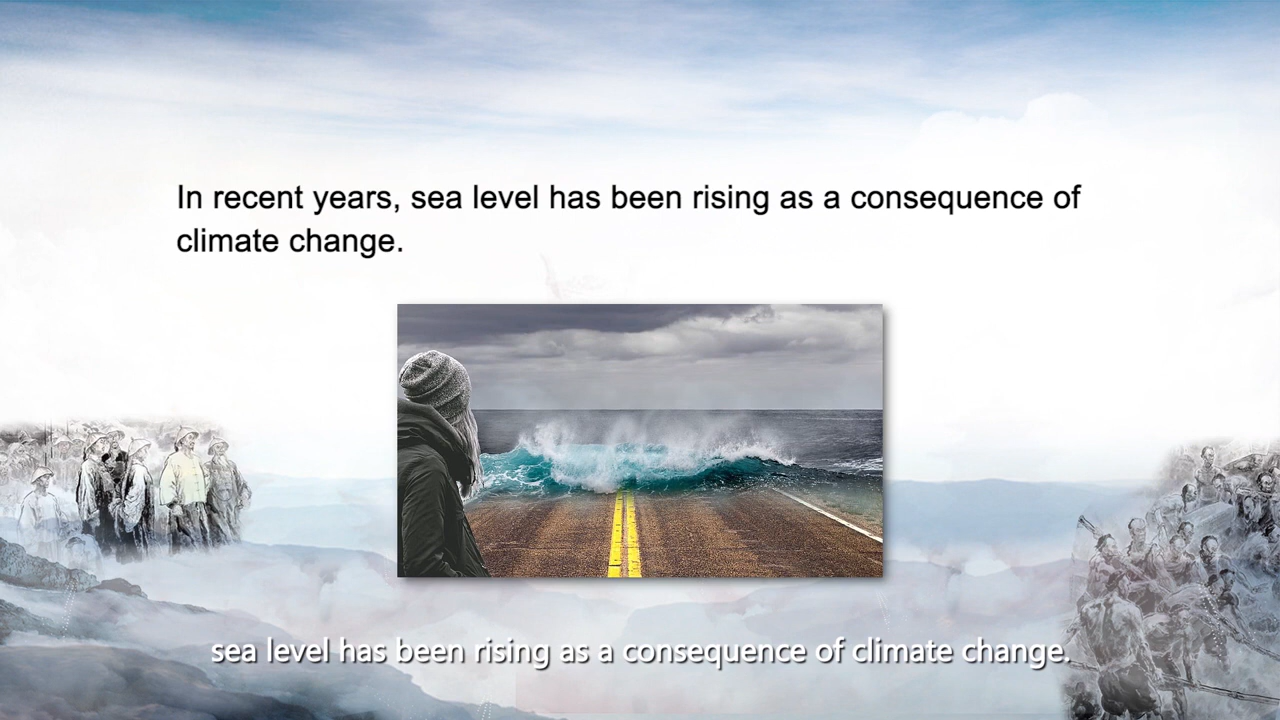 In recent years, sea level has been rising as a consequence of
climate change.
sea level has been rising as a consequence of climate change.